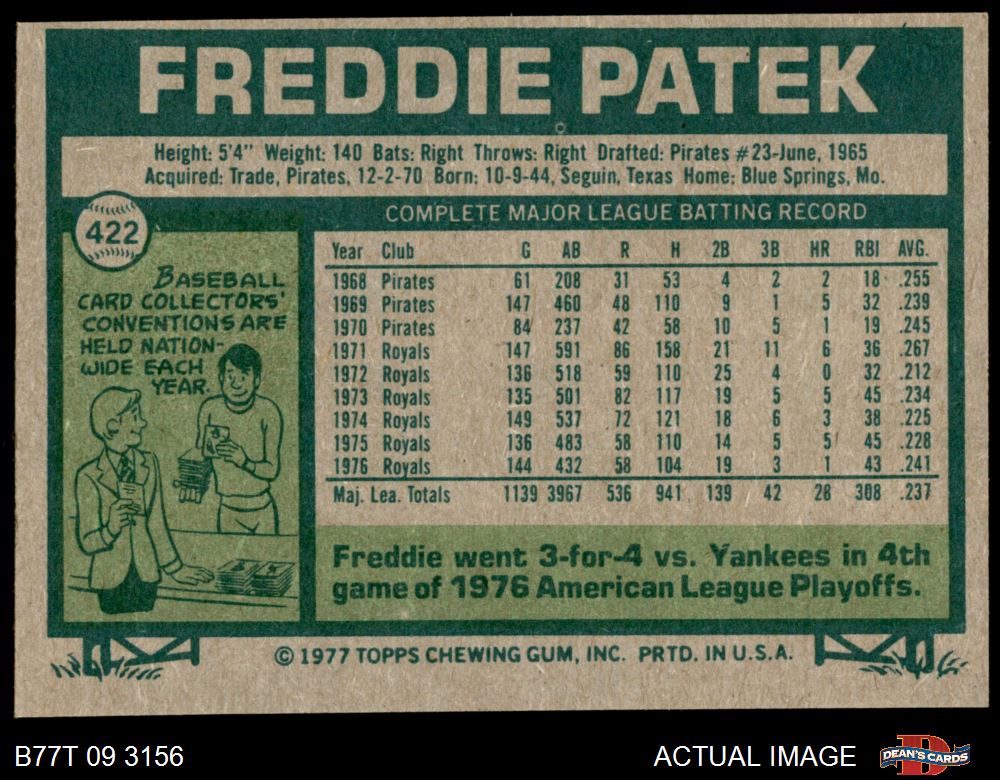 FREDDIE PATEK
Height: 5'4" Weight: 140 Bats: Right Throws: Right Drafted: Pirates #23-June, 1965
Acquired: Trade, Pirates, 12-2-70 Born: 10-9-44, Seguin, Texas Home: Blue Springs, Mo.
422
BASEBALL
CARD COLLECTORS'
CONVENTIONS ARE
HELD NATION-
WIDE EACH
YEAR.
COMPLETE MAJOR LEAGUE BATTING RECORD
Year Club G AB R H 2B 3B HR RBI AVG.
1968 Pirates 61 208 31 53 4 2 2 18 .255
1969 Pirates 147 460 48 110 9 1 5 32 .239
1970 Pirates 84 237 42 58 10 5 1 19 .245
1971 Royals 147 591 86 158 21 11 6 36 .267
1972 Royals 136 518 59 110 25 4 0 32 .212
1973 Royals 135 501 82 117 19 5 5 45 .234
1974 Royals 149 537 72 121 18 6 3 38 .225
1975 Royals 136 483 58 110 14 5 5 45 .228
1976 Royals 144 432 58 104 19 3 1 43 .241
Maj. Lea. Totals 1139 3967 536 941 139 42 28 308 .237
Freddie went 3-for-4 vs. Yankees in 4th
game of 1976 American League Playoffs.
© 1977 TOPPS CHEWING GUM, INC. PRTD. IN U.S.A.
B77T 09 3156
ACTUAL IMAGE
D
DEAN'S CARDS